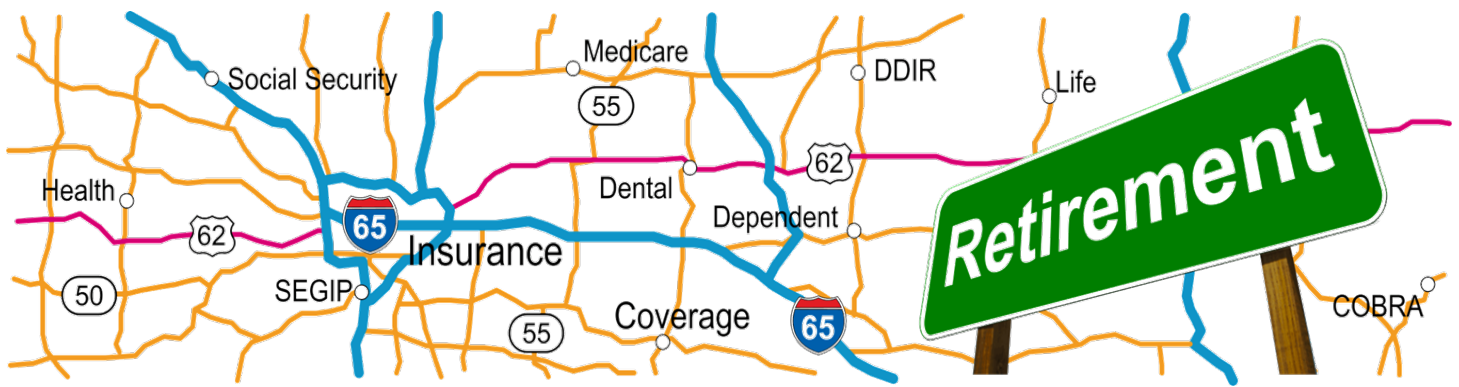 Medicare
Social Security
DDIR
Life
55
Retirement
62
Dental
Health
Dependent
65
62
Insurance
SEGIP
50
COBRA
Coverage
65
55